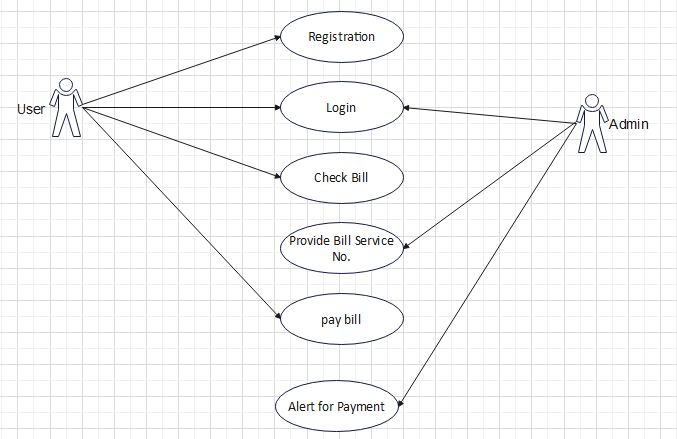 Registration
User
Login
Admin
Check Bill
Provide Bill Service
No.
pay bill
Alert for Payment